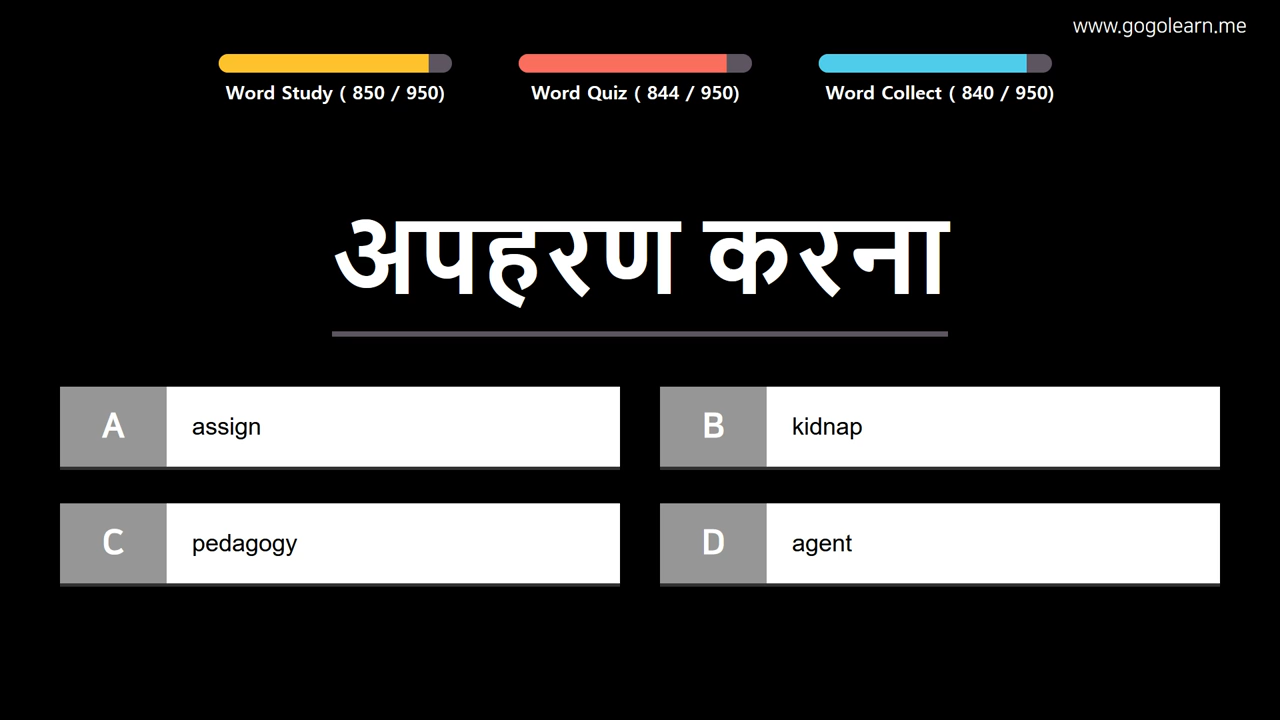 www.gogolearn.me
Word Study ( 850 / 950)
Word Quiz ( 844 / 950)
Word Collect ( 840 / 950)
अपहरण करना
A assign
B kidnap
C pedagogy
D agent